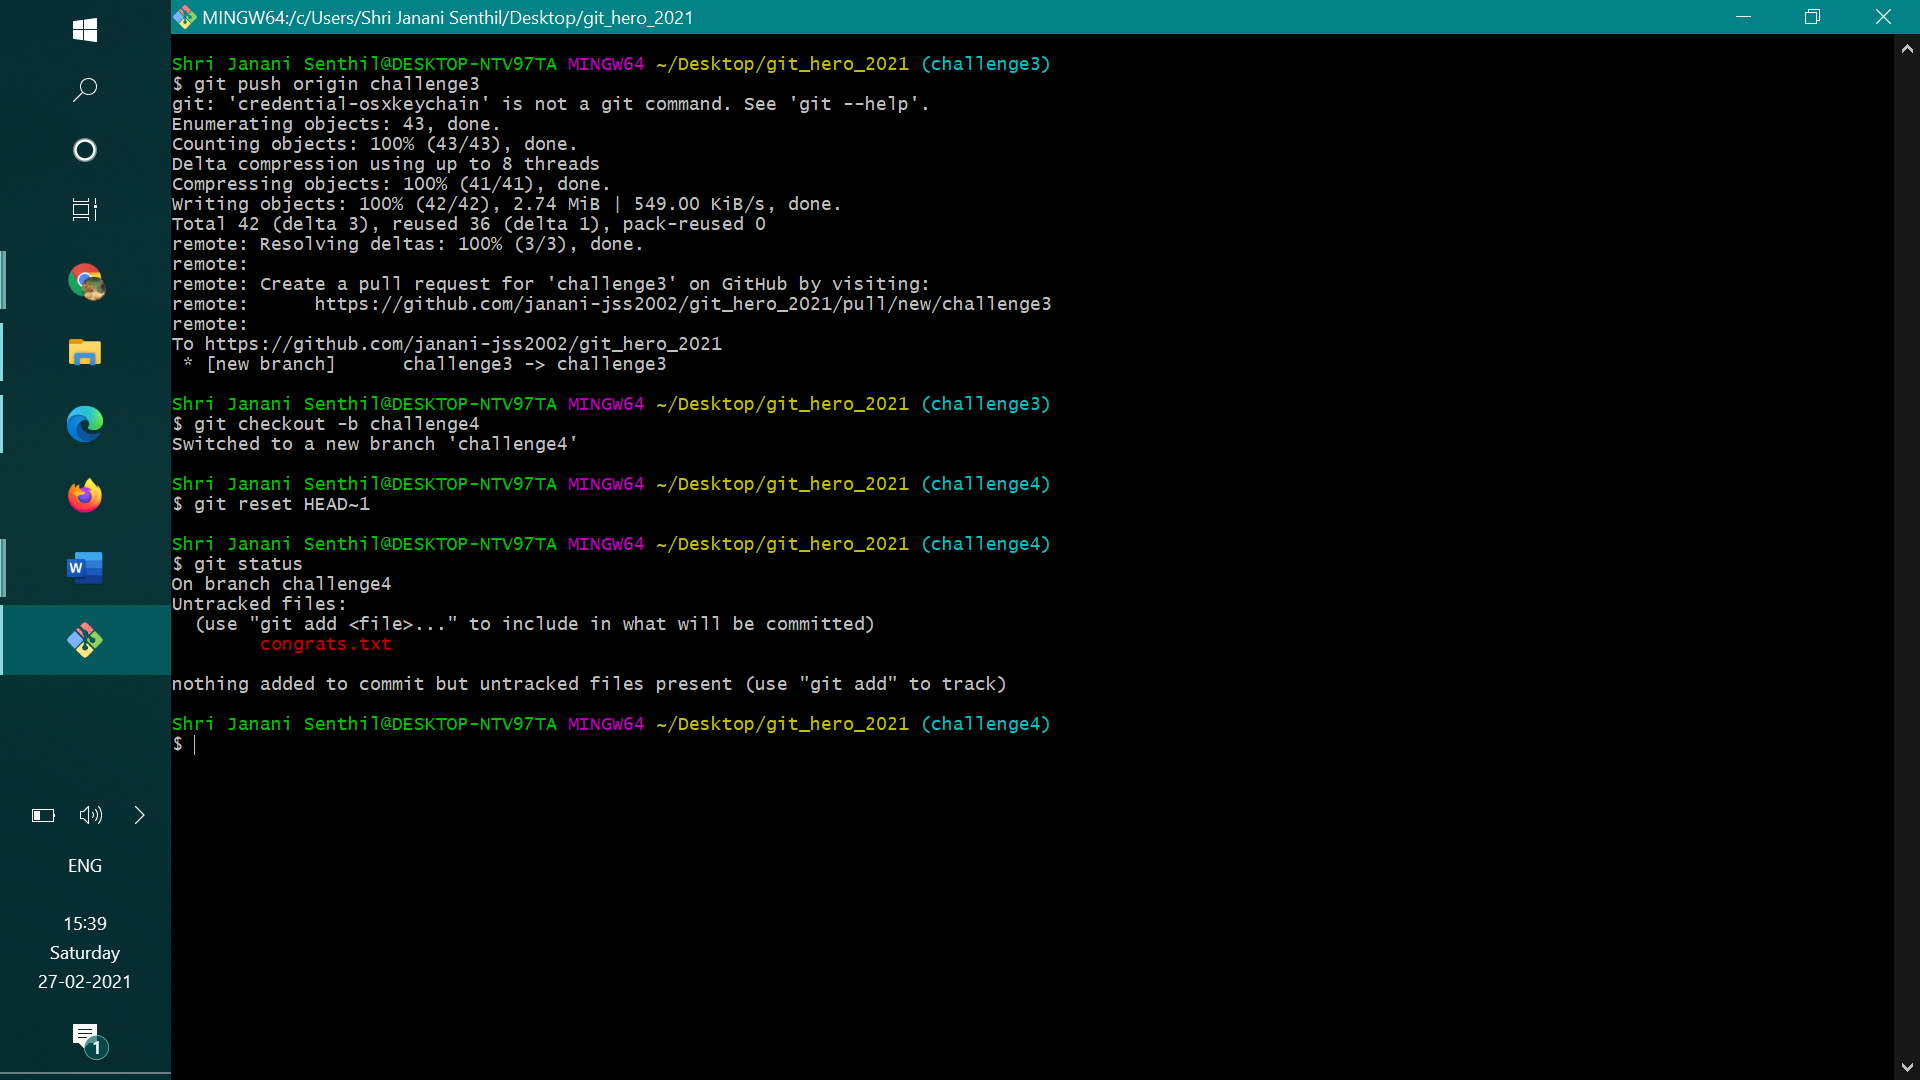 MINGW64:/c/Users/Shri Janani Senthil/Desktop/git_hero_2021
Shri Janani Senthil@DESKTOP-NTV97TA MINGW64 ~/Desktop/git_hero_2021 (challenge3)
$ git push origin challenge3
git: 'credential-osxkeychain' is not a git command. See 'git --help'.
Enumerating objects: 43, done.
Counting objects: 100% (43/43), done.
Delta compression using up to 8 threads
Compressing objects: 100% (41/41), done.
Writing objects: 100% (42/42), 2.74 MiB | 549.00 KiB/s, done.
Total 42 (delta 3), reused 36 (delta 1), pack-reused 0
remote: Resolving deltas: 100% (3/3), done.
remote:
remote: Create a pull request for 'challenge3' on GitHub by visiting:
remote:      https://github.com/janani-jss2002/git_hero_2021/pull/new/challenge3
remote:
To https://github.com/janani-jss2002/git_hero_2021
 * [new branch]      challenge3 -> challenge3
Shri Janani Senthil@DESKTOP-NTV97TA MINGW64 ~/Desktop/git_hero_2021 (challenge3)
$ git checkout -b challenge4
Switched to a new branch 'challenge4'
Shri Janani Senthil@DESKTOP-NTV97TA MINGW64 ~/Desktop/git_hero_2021 (challenge4)
$ git reset HEAD~1
Shri Janani Senthil@DESKTOP-NTV97TA MINGW64 ~/Desktop/git_hero_2021 (challenge4)
$ git status
On branch challenge4
Untracked files:
  (use "git add <file>..." to include in what will be committed)
        congrats.txt
nothing added to commit but untracked files present (use "git add" to track)
Shri Janani Senthil@DESKTOP-NTV97TA MINGW64 ~/Desktop/git_hero_2021 (challenge4)
$
W
ENG
15:39
Saturday
27-02-2021
1